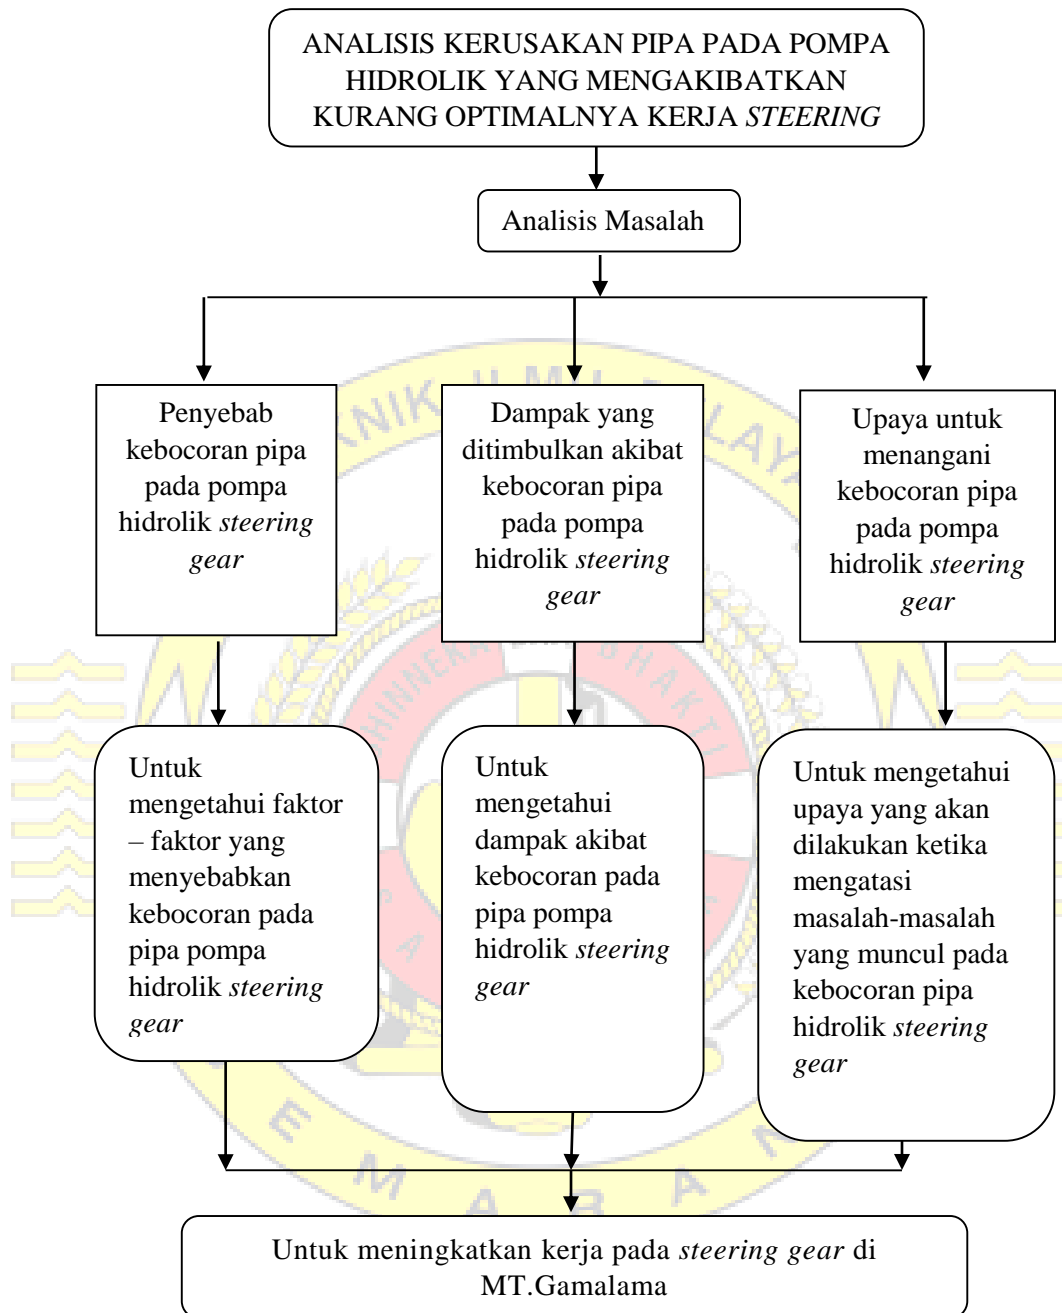 ANALISIS KERUSAKAN PIPA PADA POMPA
HIDROLIK YANG MENGAKIBATKAN
KURANG OPTIMALNYA KERJA STEERING
Analisis Masalah
Penyebab
kebocoran pipa
pada pompa
hidrolik steering
gear
Dampak yang
ditimbulkan akibat
kebocoran pipa
pada pompa
hidrolik steering
gear
Upaya untuk
menangani
kebocoran pipa
pada pompa
hidrolik steering
gear
Untuk
mengetahui faktor
– faktor yang
menyebabkan
kebocoran pada
pipa pompa
hidrolik steering
gear
Untuk
mengetahui
dampak akibat
kebocoran pada
pipa pompa
hidrolik steering
gear
Untuk mengetahui
upaya yang akan
dilakukan ketika
mengatasi
masalah-masalah
yang muncul pada
kebocoran pipa
hidrolik steering
gear
Untuk meningkatkan kerja pada steering gear di
MT.Gamalama